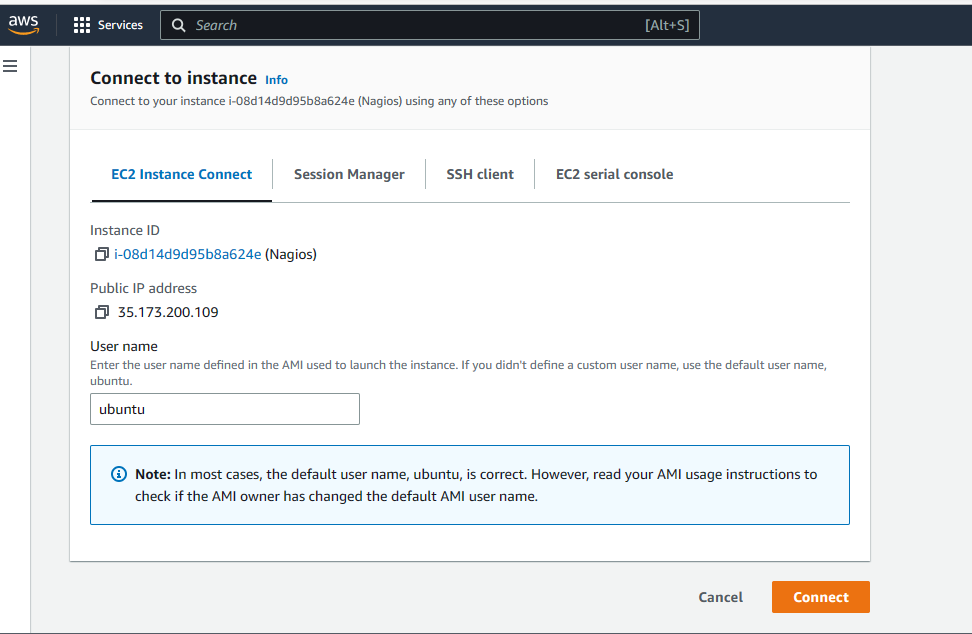 aws Services Search [Alt+S]
Connect to instance Info
Connect to your instance i-08d14d9d95b8a624e (Nagios) using any of these options
EC2 Instance Connect Session Manager SSH client EC2 serial console
Instance ID
i-08d14d9d95b8a624e (Nagios)
Public IP address
35.173.200.109
User name
Enter the user name defined in the AMI used to launch the instance. If you didn't define a custom user name, use the default user name,
ubuntu.
ubuntu
Note: In most cases, the default user name, ubuntu, is correct. However, read your AMI usage instructions to
check if the AMI owner has changed the default AMI user name.
Cancel Connect